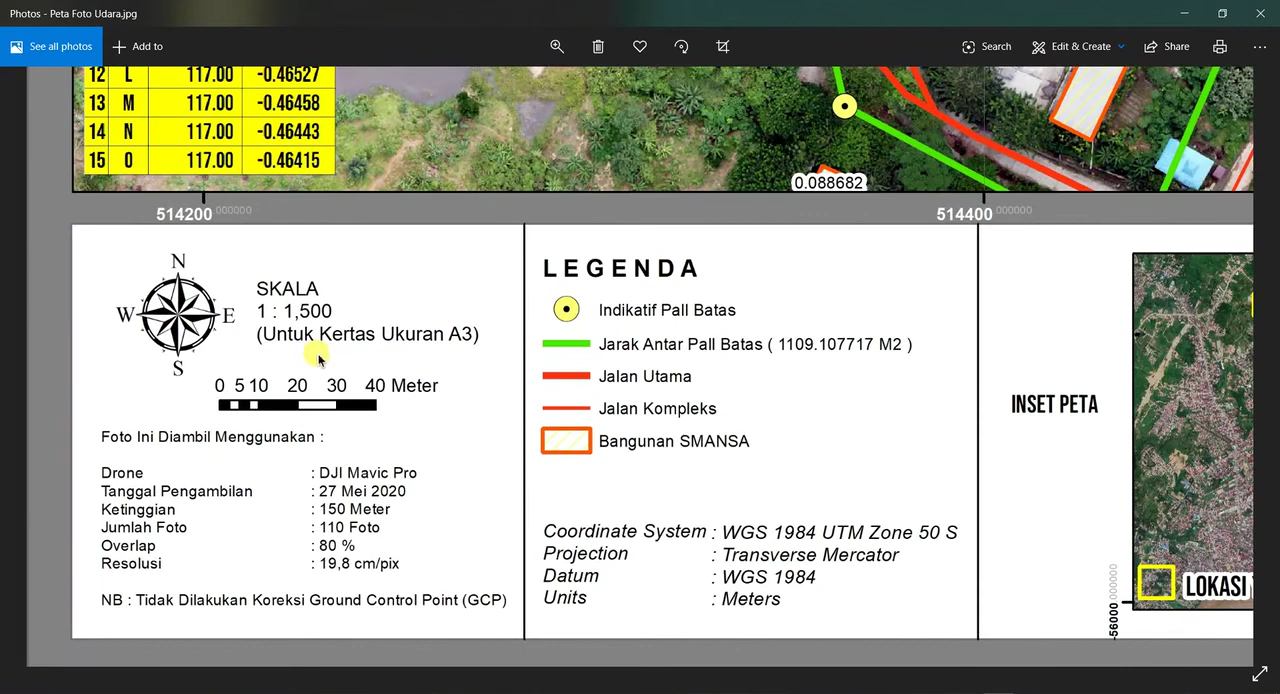 Photos - Peta Foto Udara.jpg
See all photos
Add to
Search
Edit & Create
Share
12 L 117.00 -0.46527
13 M 117.00 -0.46458
14 N 117.00 -0.46443
15 O 117.00 -0.46415
0.088682
514200.000000
514400.000000
N
W E
S
SKALA
1 : 1,500
(Untuk Kertas Ukuran A3)
0 5 10 20 30 40 Meter
Foto Ini Diambil Menggunakan :
Drone : DJI Mavic Pro
Tanggal Pengambilan : 27 Mei 2020
Ketinggian : 150 Meter
Jumlah Foto : 110 Foto
Overlap : 80 %
Resolusi : 19,8 cm/pix
NB : Tidak Dilakukan Koreksi Ground Control Point (GCP)
LEGENDA
Indikatif Pall Batas
Jarak Antar Pall Batas ( 1109.107717 M2 )
Jalan Utama
Jalan Kompleks
Bangunan SMANSA
Coordinate System : WGS 1984 UTM Zone 50 S
Projection : Transverse Mercator
Datum : WGS 1984
Units : Meters
INSET PETA
-56000.000000
LOKASI